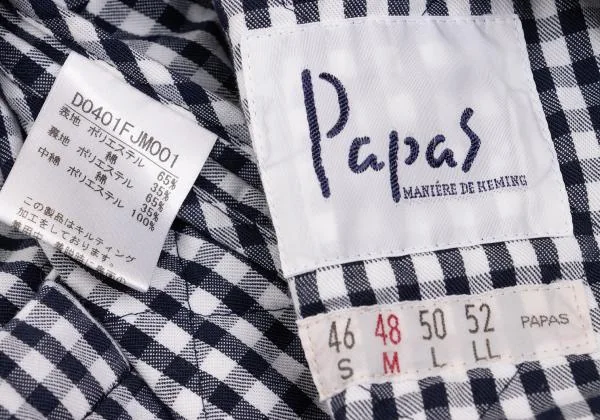 D0401FJM001
表地 ポリエステル 65%
綿 35%
裏地 ポリエステル 65%
綿 35%
中綿 ポリエステル 100%
この製品はキルティング
加工をしております。
Papas
MANIÈRE DE HEMING
46 48 50 52
S M L LL
PAPAS